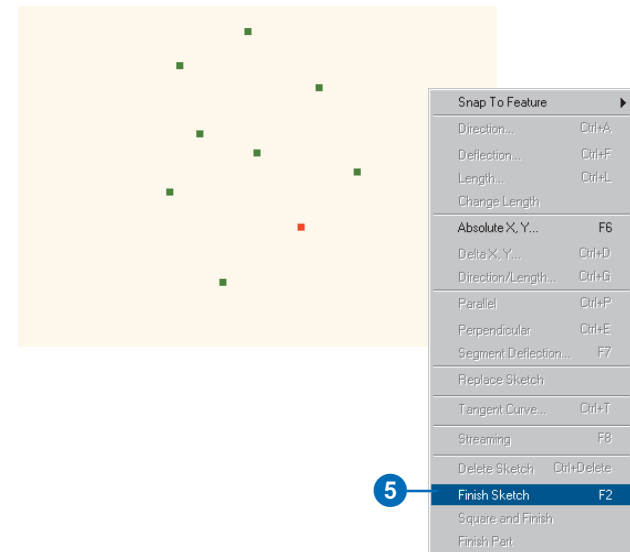 Snap To Feature
Direction... Ctrl+A
Deflection... Ctrl+F
Length... Ctrl+L
Change Length
Absolute X, Y... F6
Delta X, Y... Ctrl+D
Direction/Length... Ctrl+G
Parallel Ctrl+P
Perpendicular Ctrl+E
Segment Deflection... F7
Replace Sketch
Tangent Curve... Ctrl+T
Streaming F8
Delete Sketch Ctrl+Delete
5 Finish Sketch F2
Square and Finish
Finish Part